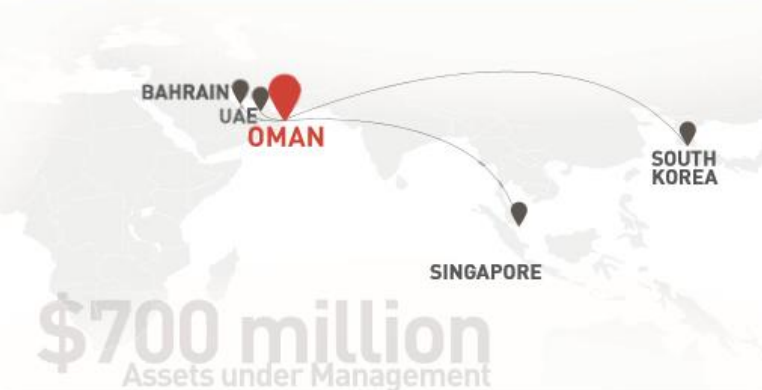 BAHRAIN
UAE
OMAN
SOUTH
KOREA
SINGAPORE
$700 million
Assets under Management